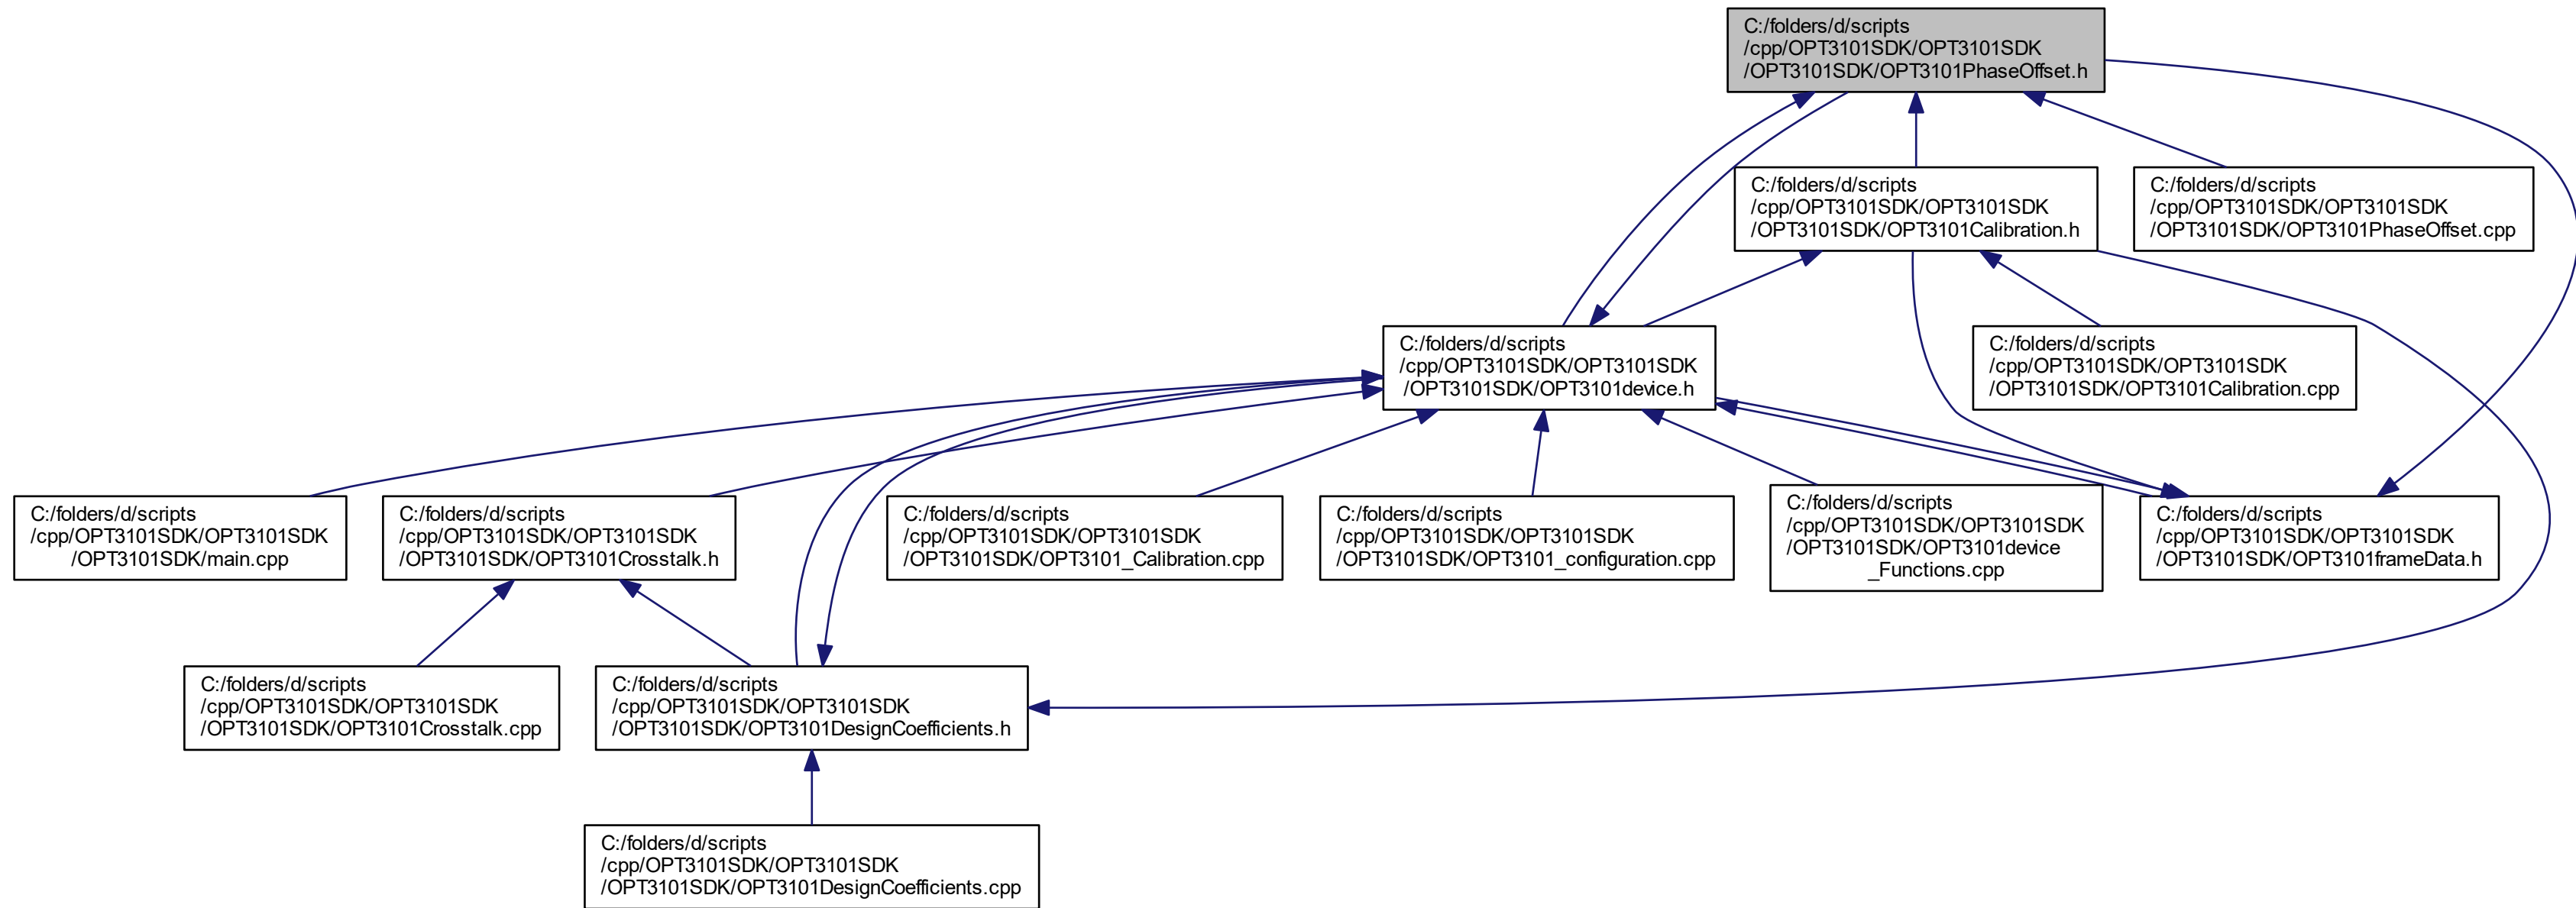 C:/folders/d/scripts
/cpp/OPT3101SDK/OPT3101SDK
/OPT3101SDK/OPT3101PhaseOffset.h
C:/folders/d/scripts
/cpp/OPT3101SDK/OPT3101SDK
/OPT3101SDK/OPT3101Calibration.h
C:/folders/d/scripts
/cpp/OPT3101SDK/OPT3101SDK
/OPT3101SDK/OPT3101PhaseOffset.cpp
C:/folders/d/scripts
/cpp/OPT3101SDK/OPT3101SDK
/OPT3101SDK/OPT3101device.h
C:/folders/d/scripts
/cpp/OPT3101SDK/OPT3101SDK
/OPT3101SDK/OPT3101Calibration.cpp
C:/folders/d/scripts
/cpp/OPT3101SDK/OPT3101SDK
/OPT3101SDK/main.cpp
C:/folders/d/scripts
/cpp/OPT3101SDK/OPT3101SDK
/OPT3101SDK/OPT3101Crosstalk.h
C:/folders/d/scripts
/cpp/OPT3101SDK/OPT3101SDK
/OPT3101SDK/OPT3101_Calibration.cpp
C:/folders/d/scripts
/cpp/OPT3101SDK/OPT3101SDK
/OPT3101SDK/OPT3101_configuration.cpp
C:/folders/d/scripts
/cpp/OPT3101SDK/OPT3101SDK
/OPT3101SDK/OPT3101device
_Functions.cpp
C:/folders/d/scripts
/cpp/OPT3101SDK/OPT3101SDK
/OPT3101SDK/OPT3101frameData.h
C:/folders/d/scripts
/cpp/OPT3101SDK/OPT3101SDK
/OPT3101SDK/OPT3101Crosstalk.cpp
C:/folders/d/scripts
/cpp/OPT3101SDK/OPT3101SDK
/OPT3101SDK/OPT3101DesignCoefficients.h
C:/folders/d/scripts
/cpp/OPT3101SDK/OPT3101SDK
/OPT3101SDK/OPT3101DesignCoefficients.cpp